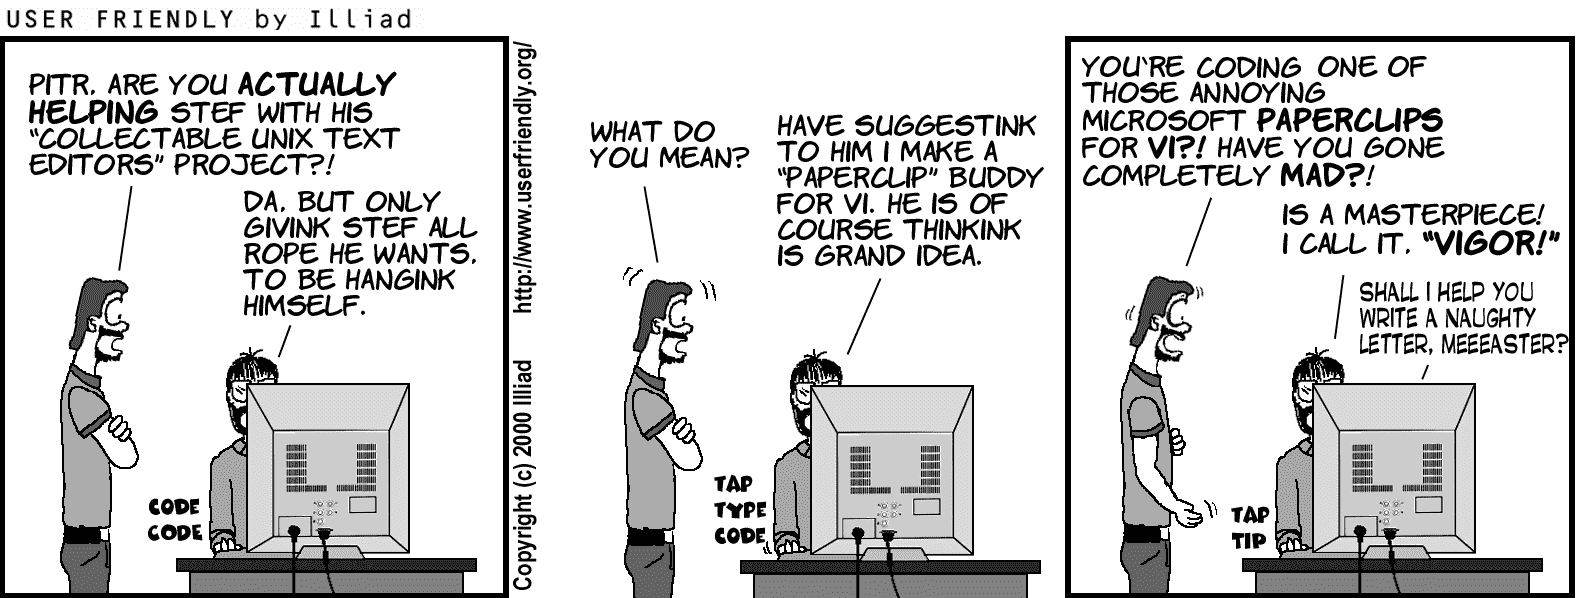 USER FRIENDLY by Illiad
PITR, ARE YOU ACTUALLY
HELPING STEF WITH HIS
"COLLECTABLE UNIX TEXT
EDITORS" PROJECT?!
DA, BUT ONLY
GIVINK STEF ALL
ROPE HE WANTS,
TO BE HANGINK
HIMSELF.
CODE
CODE
Copyright (c) 2000 Illiad http://www.userfriendly.org/
WHAT DO
YOU MEAN?
HAVE SUGGESTINK
TO HIM I MAKE A
"PAPERCLIP" BUDDY
FOR VI. HE IS OF
COURSE THINKINK
IS GRAND IDEA.
TAP
TYPE
CODE
YOU'RE CODING ONE OF
THOSE ANNOYING
MICROSOFT PAPERCLIPS
FOR VI?! HAVE YOU GONE
COMPLETELY MAD?!
IS A MASTERPIECE!
I CALL IT, "VIGOR!"
SHALL I HELP YOU
WRITE A NAUGHTY
LETTER, MEEEASTER?
TAP
TIP